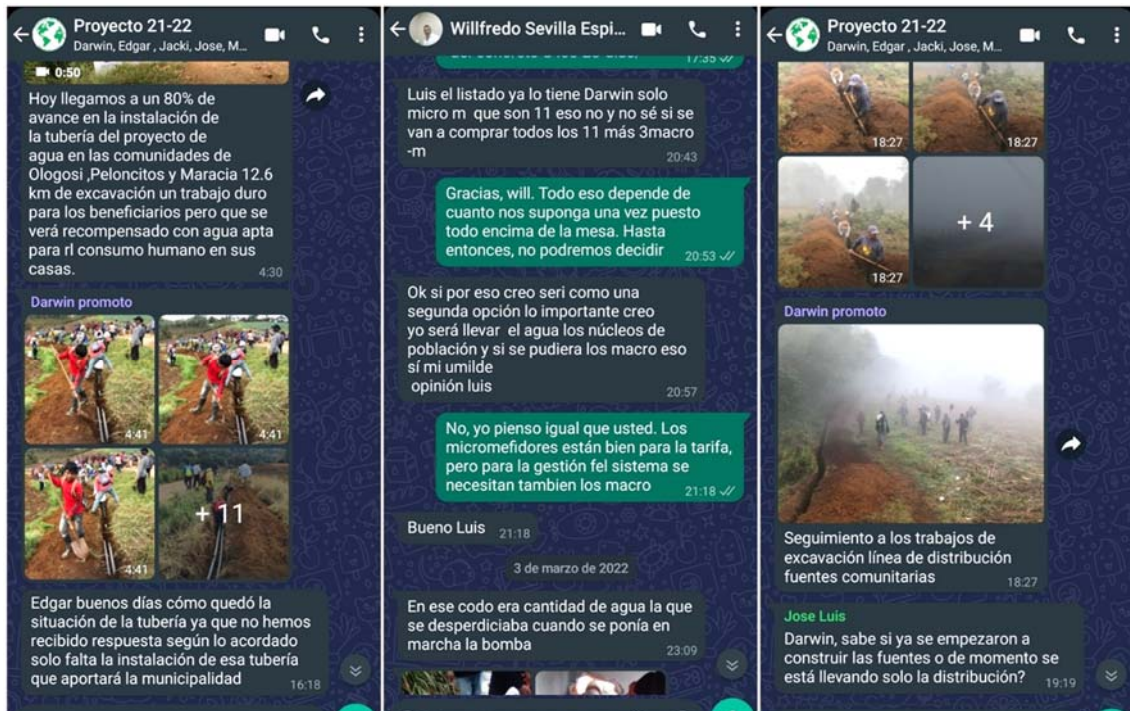 Proyecto 21-22
Darwin, Edgar , Jacki, Jose, M...
0:50
Hoy llegamos a un 80% de
avance en la instalación de
la tubería del proyecto de
agua en las comunidades de
Ologosi ,Peloncitos y Maracia 12.6
km de excavación un trabajo duro
para los beneficiarios pero que se
verá recompensado con agua apta
para rl consumo humano en sus
casas.
4:30
Darwin promoto
4:41
4:41
4:41
+ 11
Edgar buenos días cómo quedó la
situación de la tubería ya que no hemos
recibido respuesta según lo acordado
solo falta la instalación de esa tubería
que aportará la municipalidad
16:18
Willfredo Sevilla Espi...
17:35
Luis el listado ya lo tiene Darwin solo
micro m que son 11 eso no y no sé si se
van a comprar todos los 11 más 3macro
-m
20:43
Gracias, will. Todo eso depende de
cuanto nos suponga una vez puesto
todo encima de la mesa. Hasta
entonces, no podremos decidir
20:53
Ok si por eso creo seri como una
segunda opción lo importante creo
yo será llevar el agua los núcleos de
población y si se pudiera los macro eso
sí mi umilde
opinión luis
20:57
No, yo pienso igual que usted. Los
micromefidores están bien para la tarifa,
pero para la gestión fel sistema se
necesitan tambien los macro
21:18
Bueno Luis
21:18
3 de marzo de 2022
En ese codo era cantidad de agua la que
se desperdiciaba cuando se ponía en
marcha la bomba
23:09
Proyecto 21-22
Darwin, Edgar , Jacki, Jose, M...
18:27
18:27
18:27
+ 4
Darwin promoto
Seguimiento a los trabajos de
excavación línea de distribución
fuentes comunitarias
18:27
Jose Luis
Darwin, sabe si ya se empezaron a
construir las fuentes o de momento se
está llevando solo la distribución?
19:19